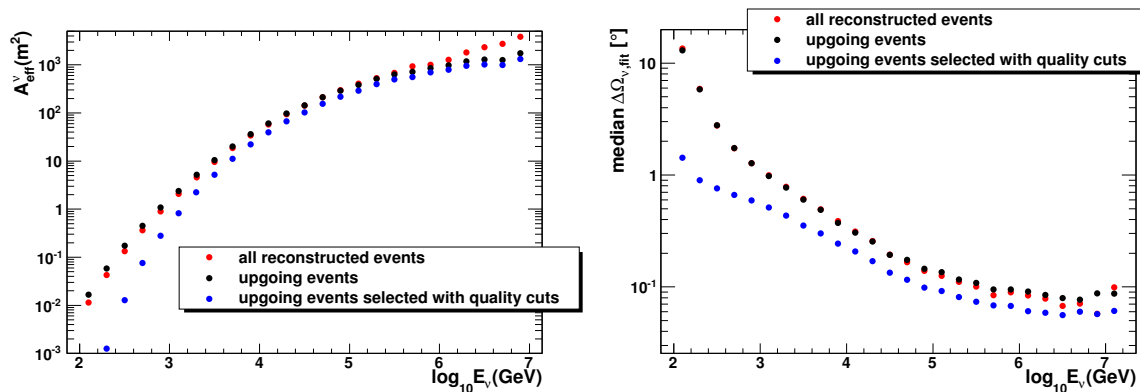 A^ν_eff(m²)
10³
10²
10
1
10⁻¹
10⁻²
10⁻³
all reconstructed events
upgoing events
upgoing events selected with quality cuts
2 3 4 5 6 7
log₁₀E_ν(GeV)
all reconstructed events
upgoing events
upgoing events selected with quality cuts
median ΔΩ_ν,fit [°]
10
1
10⁻¹
2 3 4 5 6 7
log₁₀E_ν(GeV)